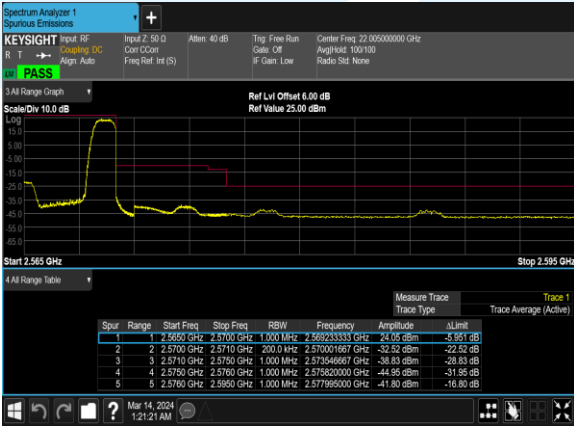 Spectrum Analyzer 1
Spurious Emissions
+
KEYSIGHT Input: RF Input Z: 50 Ω Atten: 40 dB Trig: Free Run Center Freq: 22.005000000 GHz
R T Coupling: DC Corr CCorr Gate: Off Avg|Hold: 100/100
Align: Auto Freq Ref: Int (S) IF Gain: Low Radio Std: None
PASS
3 All Range Graph
Ref Lvl Offset 6.00 dB
Scale/Div 10.0 dB Ref Value 25.00 dBm
Log
15.0
5.00
-5.00
-15.0
-25.0
-35.0
-45.0
-55.0
-65.0
Start 2.565 GHz Stop 2.595 GHz
4 All Range Table
Measure Trace Trace 1
Trace Type Trace Average (Active)
Spur Range Start Freq Stop Freq RBW Frequency Amplitude ΔLimit
1 1 2.5650 GHz 2.5700 GHz 1.000 MHz 2.569233333 GHz 24.05 dBm -5.951 dB
2 2 2.5700 GHz 2.5710 GHz 200.0 kHz 2.570001667 GHz -32.52 dBm -22.52 dB
3 3 2.5710 GHz 2.5750 GHz 1.000 MHz 2.573546667 GHz -38.83 dBm -28.83 dB
4 4 2.5750 GHz 2.5760 GHz 1.000 MHz 2.575820000 GHz -44.95 dBm -31.95 dB
5 5 2.5760 GHz 2.5950 GHz 1.000 MHz 2.577995000 GHz -41.80 dBm -16.80 dB
? Mar 14, 2024
1:21:21 AM